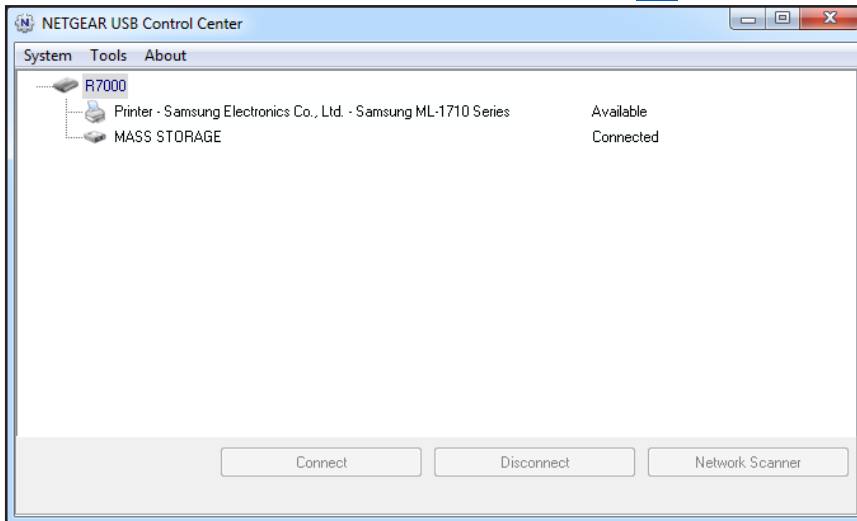 NETGEAR USB Control Center
System Tools About
R7000
Printer - Samsung Electronics Co., Ltd. - Samsung ML-1710 Series Available
MASS STORAGE Connected
Connect Disconnect Network Scanner